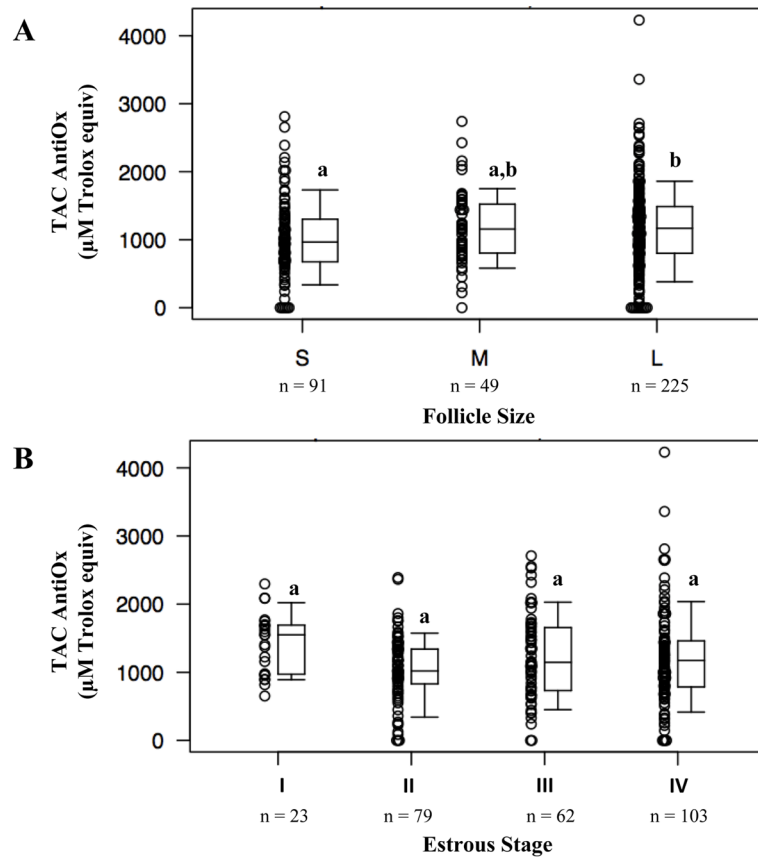 A
TAC AntiOx
(µM Trolox equiv)
4000
3000
2000
1000
0
a
a,b
b
S M L
n = 91 n = 49 n = 225
Follicle Size
B
TAC AntiOx
(µM Trolox equiv)
4000
3000
2000
1000
0
a
a
a
a
I II III IV
n = 23 n = 79 n = 62 n = 103
Estrous Stage